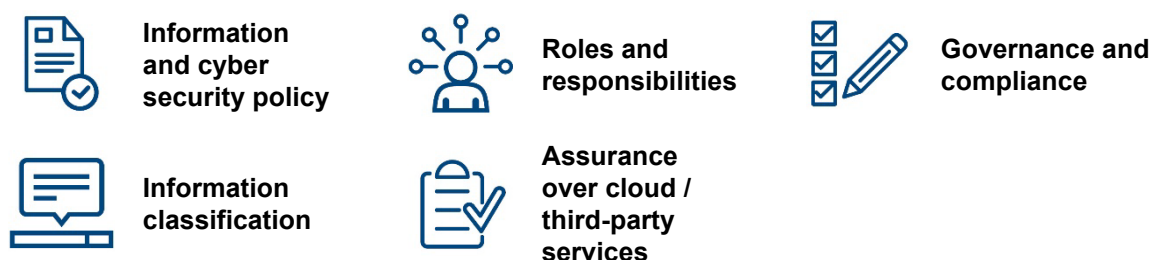 Information
and cyber
security policy
Roles and
responsibilities
Governance and
compliance
Information
classification
Assurance
over cloud /
third-party
services